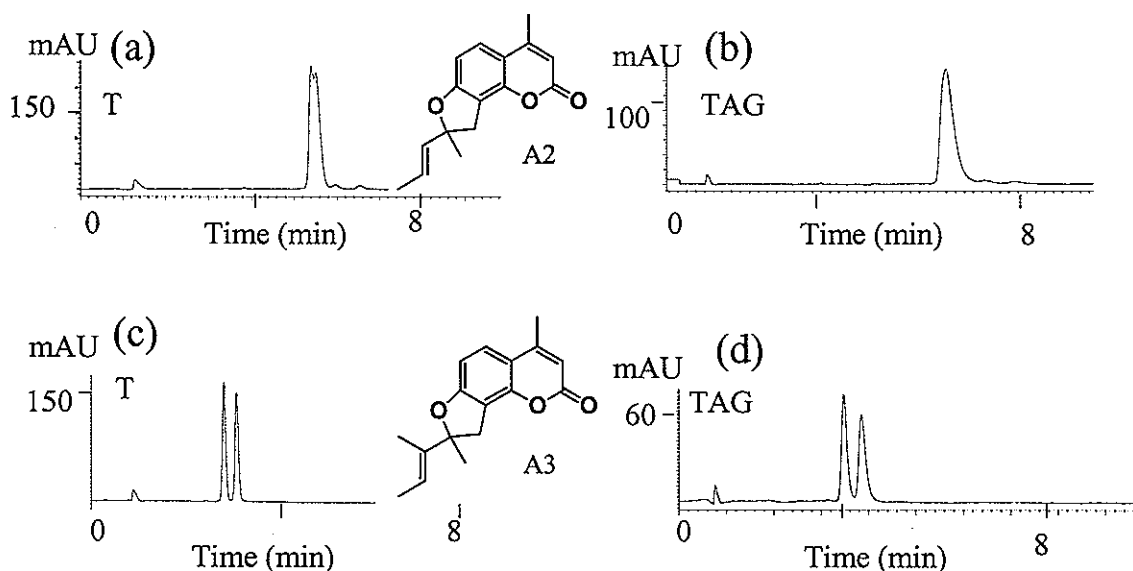 mAU (a)
150
T
0
Time (min)
8
O
O
O
A2
(b)
mAU
100
TAG
Time (min)
0
8
(c)
mAU
150
T
0
Time (min)
8
O
O
O
A3
(d)
mAU
60
TAG
0
8
Time (min)